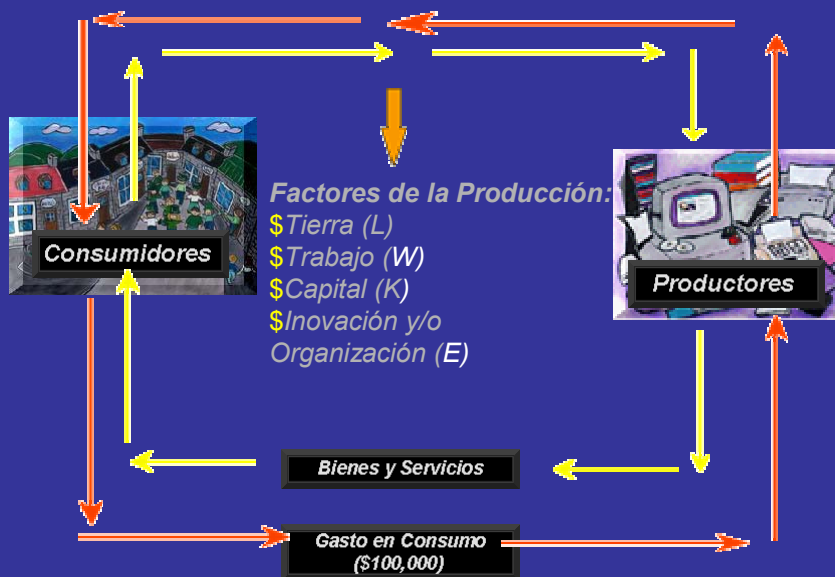 Factores de la Producción:
$Tierra (L)
$Trabajo (W)
$Capital (K)
$Inovación y/o
Organización (E)
Consumidores
Productores
Bienes y Servicios
Gasto en Consumo
($100,000)